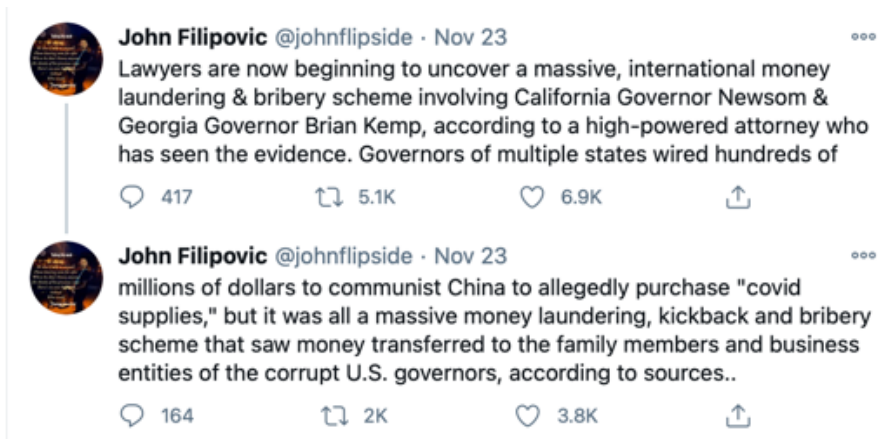 John Filipovic @johnflipside · Nov 23
Lawyers are now beginning to uncover a massive, international money
laundering & bribery scheme involving California Governor Newsom &
Georgia Governor Brian Kemp, according to a high-powered attorney who
has seen the evidence. Governors of multiple states wired hundreds of
417 5.1K 6.9K
John Filipovic @johnflipside · Nov 23
millions of dollars to communist China to allegedly purchase "covid
supplies," but it was all a massive money laundering, kickback and bribery
scheme that saw money transferred to the family members and business
entities of the corrupt U.S. governors, according to sources..
164 2K 3.8K